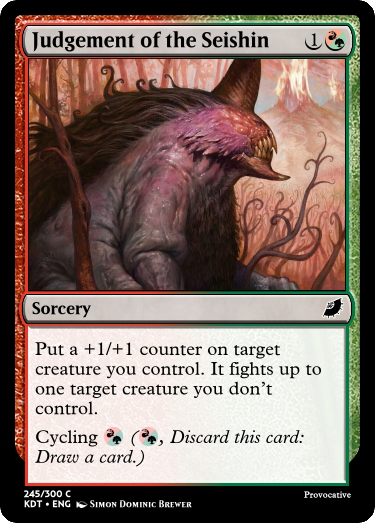 Judgement of the Seishin 1
Sorcery
Put a +1/+1 counter on target
creature you control. It fights up to
one target creature you don't
control.
Cycling (, Discard this card:
Draw a card.)
245/300 C
KDT • ENG SIMON DOMINIC BREWER
Provocative